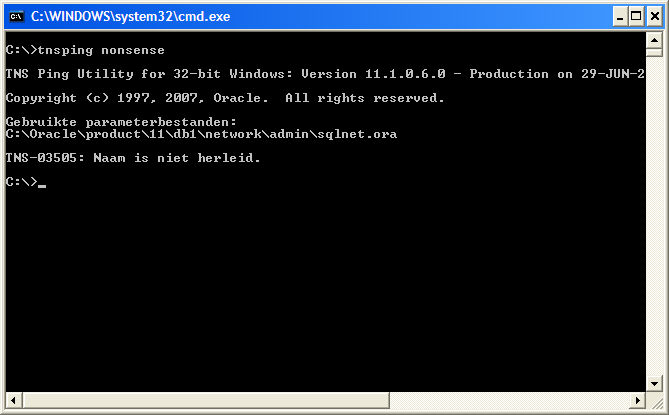 C:\WINDOWS\system32\cmd.exe
C:\>tnsping nonsense
TNS Ping Utility for 32-bit Windows: Version 11.1.0.6.0 - Production on 29-JUN-2
Copyright (c) 1997, 2007, Oracle.  All rights reserved.
Gebruikte parameterbestanden:
C:\Oracle\product\11\db1\network\admin\sqlnet.ora
TNS-03505: Naam is niet herleid.
C:\>_